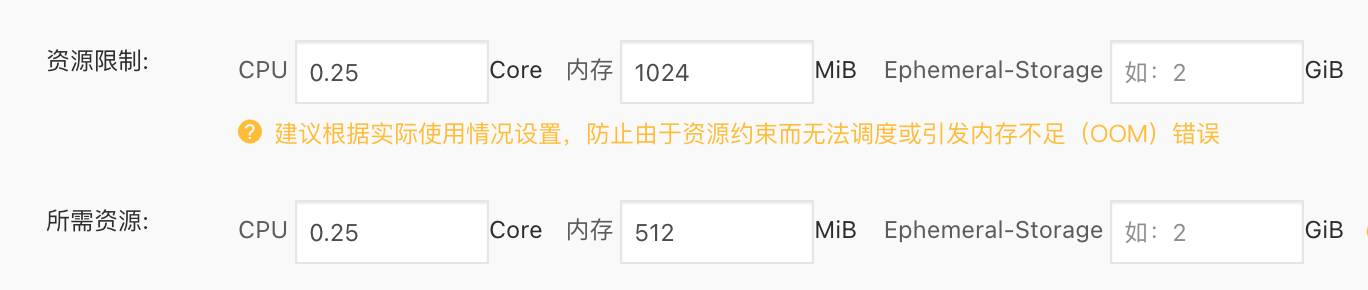 资源限制: CPU 0.25 Core 内存 1024 MiB Ephemeral-Storage 如：2 GiB
? 建议根据实际使用情况设置，防止由于资源约束而无法调度或引发内存不足（OOM）错误
所需资源: CPU 0.25 Core 内存 512 MiB Ephemeral-Storage 如：2 GiB